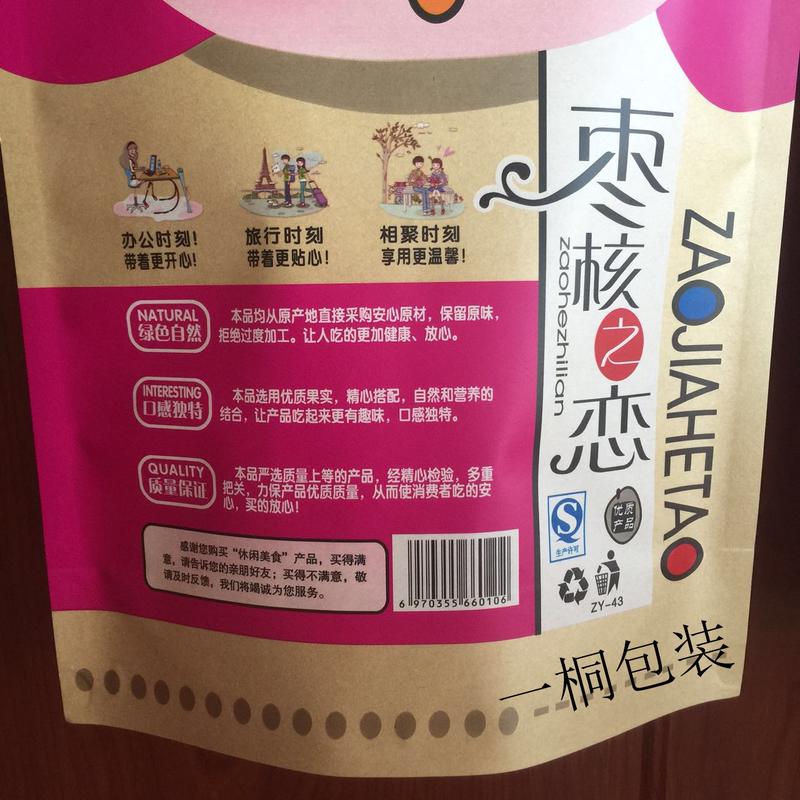 办公时刻!
带着更开心!
旅行时刻
带着更贴心!
相聚时刻
享用更温馨!
NATURAL
绿色自然
本品均从原产地直接采购安心原材，保留原味，
拒绝过度加工。让人吃的更加健康、放心。
INTERESTING
口感独特
本品选用优质果实，精心搭配，自然和营养的
结合，让产品吃起来更有趣味，口感独特。
QUALITY
质量保证
本品严选质量上等的产品，经精心检验，多重
把关，力保产品优质质量，从而使消费者吃的安
心，买的放心!
感谢您购买“休闲美食”产品，买得满
意，请告诉您的亲朋好友；买得不满意，敬
请及时反馈，我们将竭诚为您服务。
6 970355 660106
枣核之恋
zaohezhilian
ZAOJIAHETAO
生产许可
优质
产品
ZY-43
一桐包装